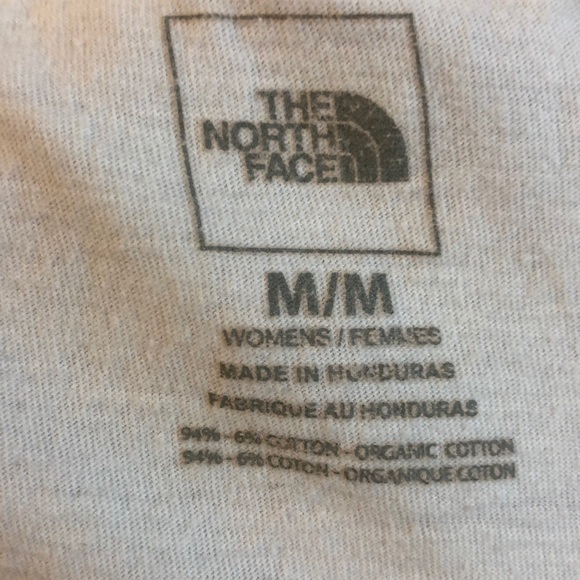 THE
NORTH
FACE
M/M
WOMENS / FEMMES
MADE IN HONDURAS
FABRIQUE AU HONDURAS
94% - 6% COTTON - ORGANIC COTTON
94% - 6% COTON - ORGANIQUE COTON